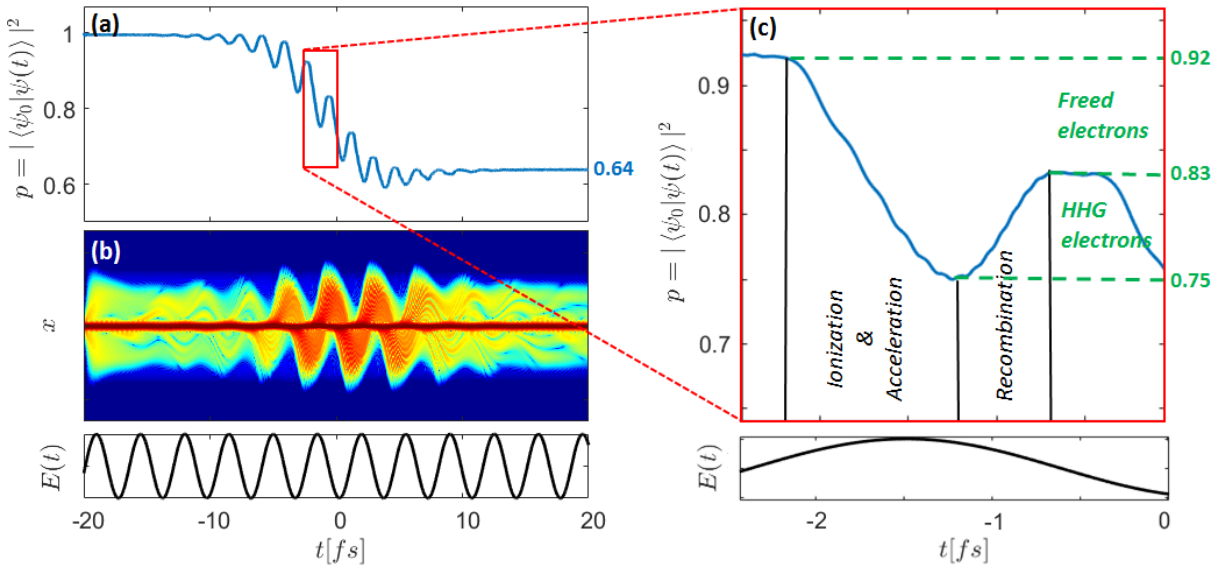 (a)
p = | ⟨ψ₀|ψ(t)⟩ |²
1
0.8
0.6
0.64
(b)
x
E(t)
-20
-10
0
10
20
t[fs]
(c)
p = | ⟨ψ₀|ψ(t)⟩ |²
0.9
0.8
0.7
0.92
Freed
electrons
0.83
HHG
electrons
0.75
Ionization
&
Acceleration
Recombination
E(t)
-2
-1
0
t[fs]